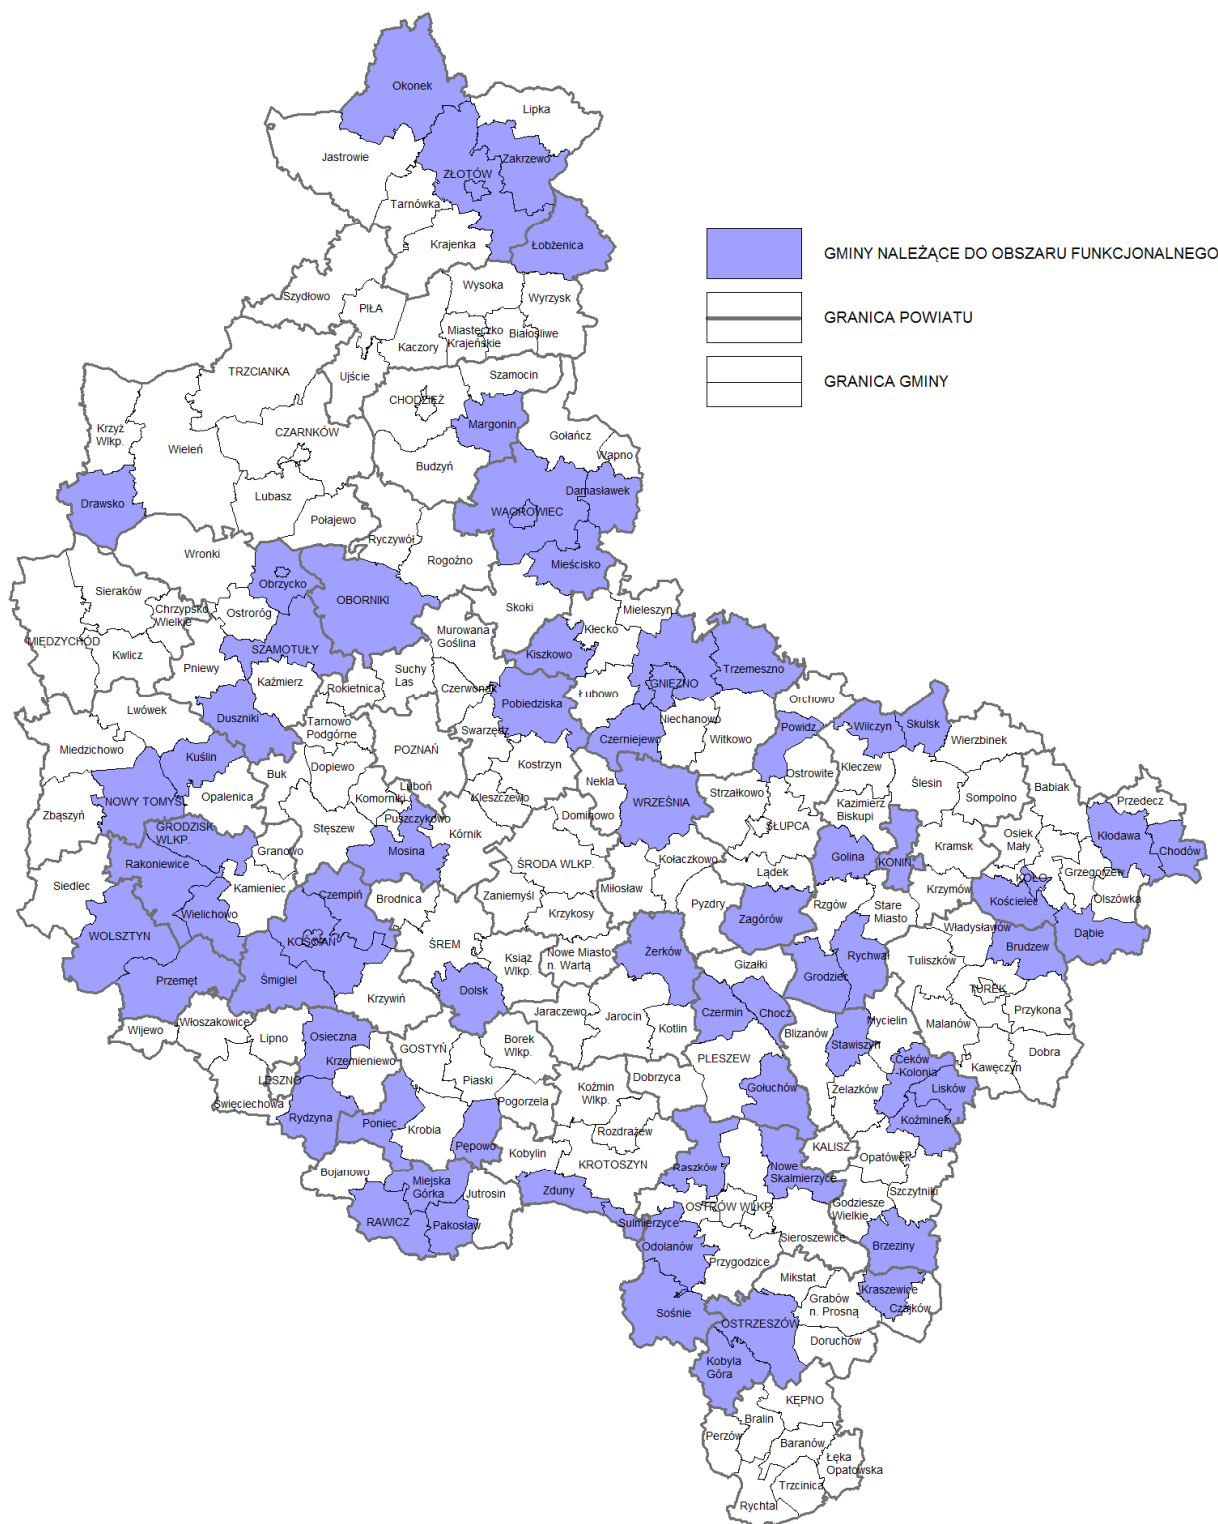 Okonek
Lipka
Jastrowie
Zakrzewo
ZŁOTÓW
Tarnówka
Krajenka
Łobżenica
GMINY NALEŻĄCE DO OBSZARU FUNKCJONALNEGO
GRANICA POWIATU
GRANICA GMINY
Szydłowo
PIŁA
Wysoka
Wyrzysk
Miasteczko
Krajeńskie
Białośliwe
Kaczory
TRZCIANKA
Ujście
Szamocin
CHODZIEŻ
Krzyż
Wlkp.
Wieleń
CZARNKÓW
Margonin
Gołańcz
Wapno
Budzyń
Drawsko
Lubasz
Połajewo
Damasławek
WĄGROWIEC
Ryczywół
Rogoźno
Mieścisko
Wronki
Sieraków
Obrzycko
OBORNIKI
Chrzypsko
Wielkie
Ostroróg
Skoki
Mieleszyn
Kłecko
MIĘDZYCHÓD
Kwilcz
SZAMOTUŁY
Murowana
Goślina
Kiszkowo
Pniewy
Kaźmierz
Rokietnica
Suchy
Las
Czerwonak
Pobiedziska
Łubowo
GNIEZNO
Trzemeszno
Orchowo
Lwówek
Duszniki
Tarnowo
Podgórne
Swarzędz
Czerniejewo
Niechanowo
Witkowo
Powidz
Wilczyn
Skulsk
Wierzbinek
Miedzichowo
Kuślin
Buk
Dopiewo
POZNAŃ
Kostrzyn
Nekla
Ostrowite
Kleczew
Ślesin
Babiak
Zbąszyń
NOWY TOMYŚL
Opalenica
Luboń
Komorniki
Puszczykowo
Kleszczewo
Dominowo
WRZEŚNIA
Strzałkowo
Kazimierz
Biskupi
Sompolno
Przedecz
GRODZISK
WLKP.
Stęszew
Kórnik
SŁUPCA
Kłodawa
Chodów
Rakoniewice
Granowo
Mosina
ŚRODA WLKP.
Kołaczkowo
Golina
KONIN
Kramsk
Osiek
Mały
Siedlec
Kamieniec
Czempiń
Brodnica
Zaniemyśl
Miłosław
Lądek
Grzegorzew
KOŁO
Wielichowo
Krzykosy
Pyzdry
Zagórów
Rzgów
Stare
Miasto
Krzymów
Kościelec
Olszówka
WOLSZTYN
KOŚCIAN
ŚREM
Nowe Miasto
n. Wartą
Żerków
Władysławów
Dąbie
Przemęt
Śmigiel
Książ
Wlkp.
Gizałki
Grodziec
Rychwał
Tuliszków
Brudzew
Krzywiń
Dolsk
TUREK
Wijewo
Włoszakowice
Lipno
Osieczna
Jaraczewo
Jarocin
Kotlin
Czermin
Chocz
Blizanów
Mycielin
Stawiszyn
Malanów
Przykona
Krzemieniewo
GOSTYŃ
Borek
Wlkp.
PLESZEW
Ceków
-Kolonia
Kawęczyn
Dobra
LESZNO
Święciechowa
Rydzyna
Piaski
Pogorzela
Koźmin
Wlkp.
Dobrzyca
Gołuchów
Żelazków
Lisków
Poniec
Krobia
Pępowo
Rozdrażew
Koźminek
Kobylin
KROTOSZYN
KALISZ
Opatówek
Bojanowo
Miejska
Górka
Jutrosin
Zduny
Raszków
Nowe
Skalmierzyce
Szczytniki
RAWICZ
Pakosław
Sulmierzyce
OSTRÓW WLKP.
Godziesze
Wielkie
Odolanów
Sieroszewice
Brzeziny
Przygodzice
Mikstat
Kraszewice
Czajków
Sośnie
OSTRZESZÓW
Grabów
n. Prosną
Doruchów
Kobyla
Góra
KĘPNO
Bralin
Perzów
Baranów
Łęka
Opatowska
Trzcinica
Rychtal